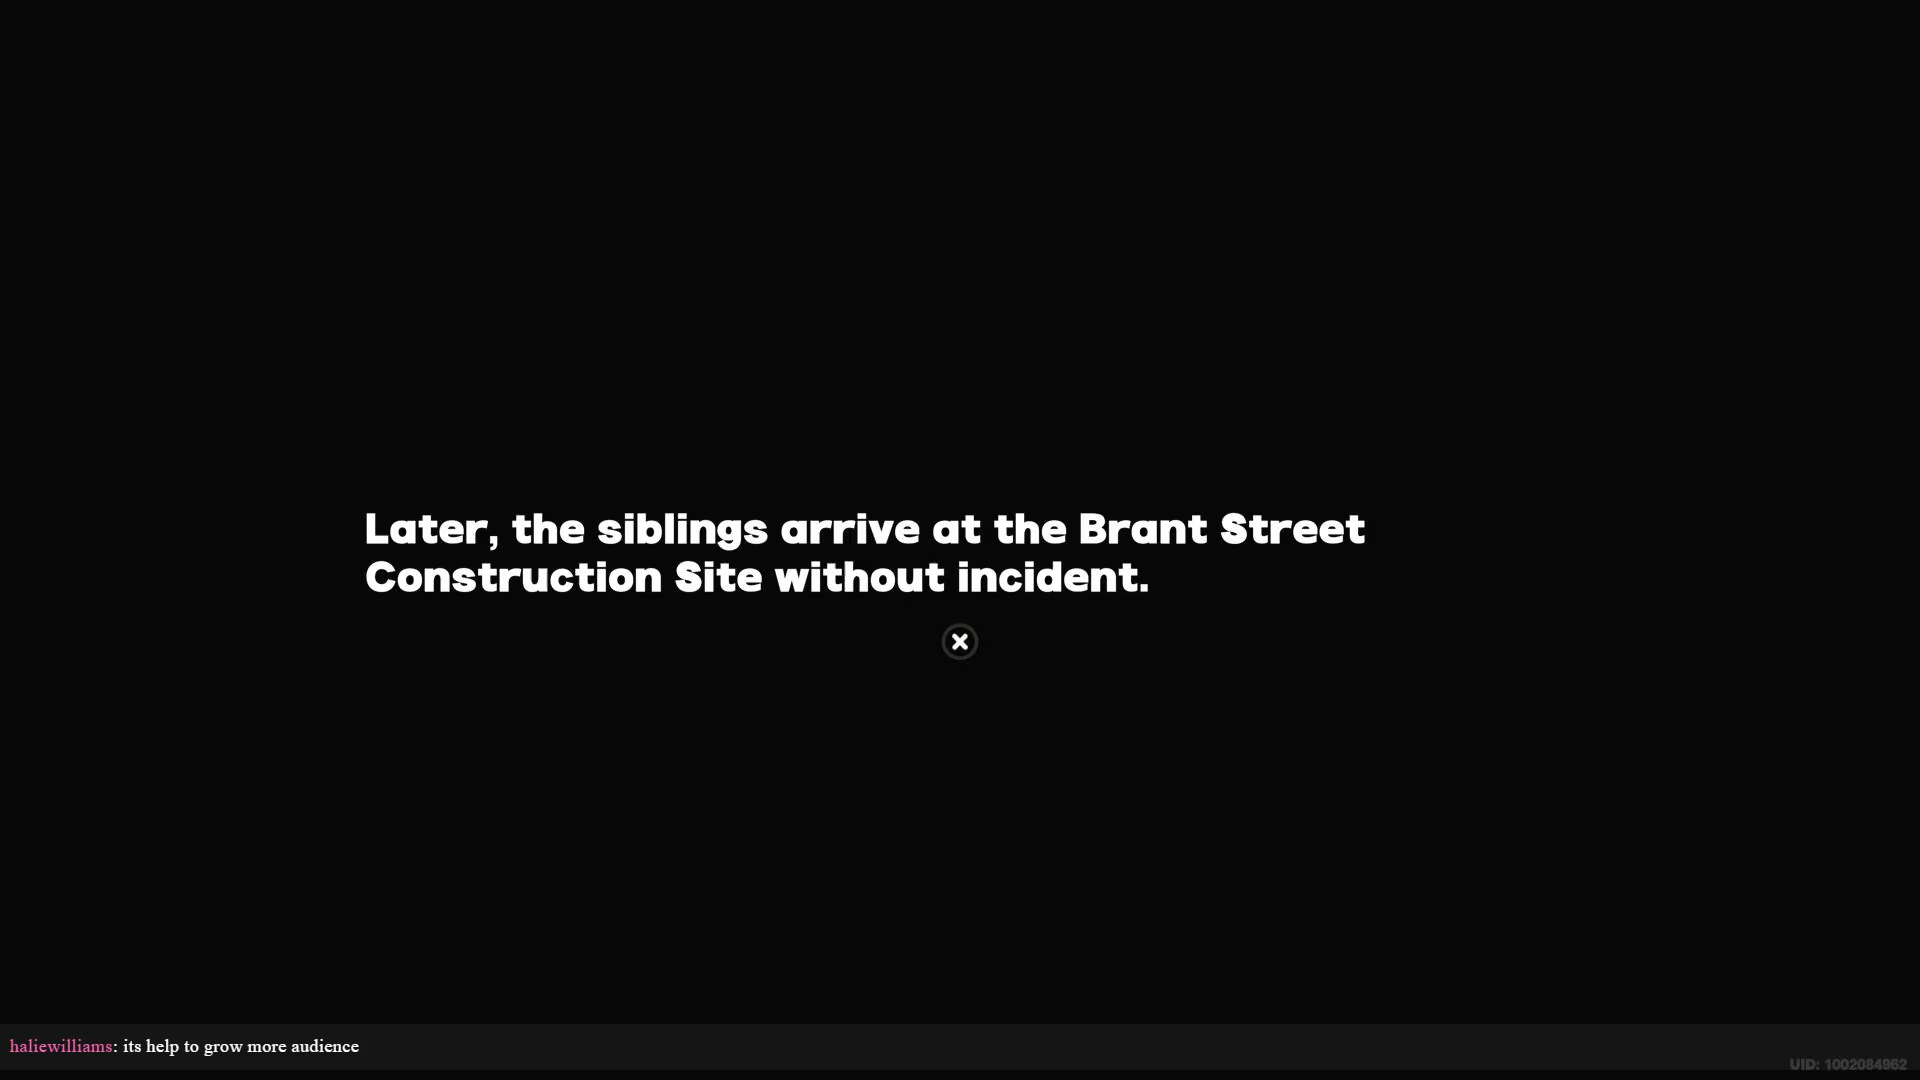 Later, the siblings arrive at the Brant Street
Construction Site without incident.
haliewilliams: its help to grow more audience
UID: 1002084962